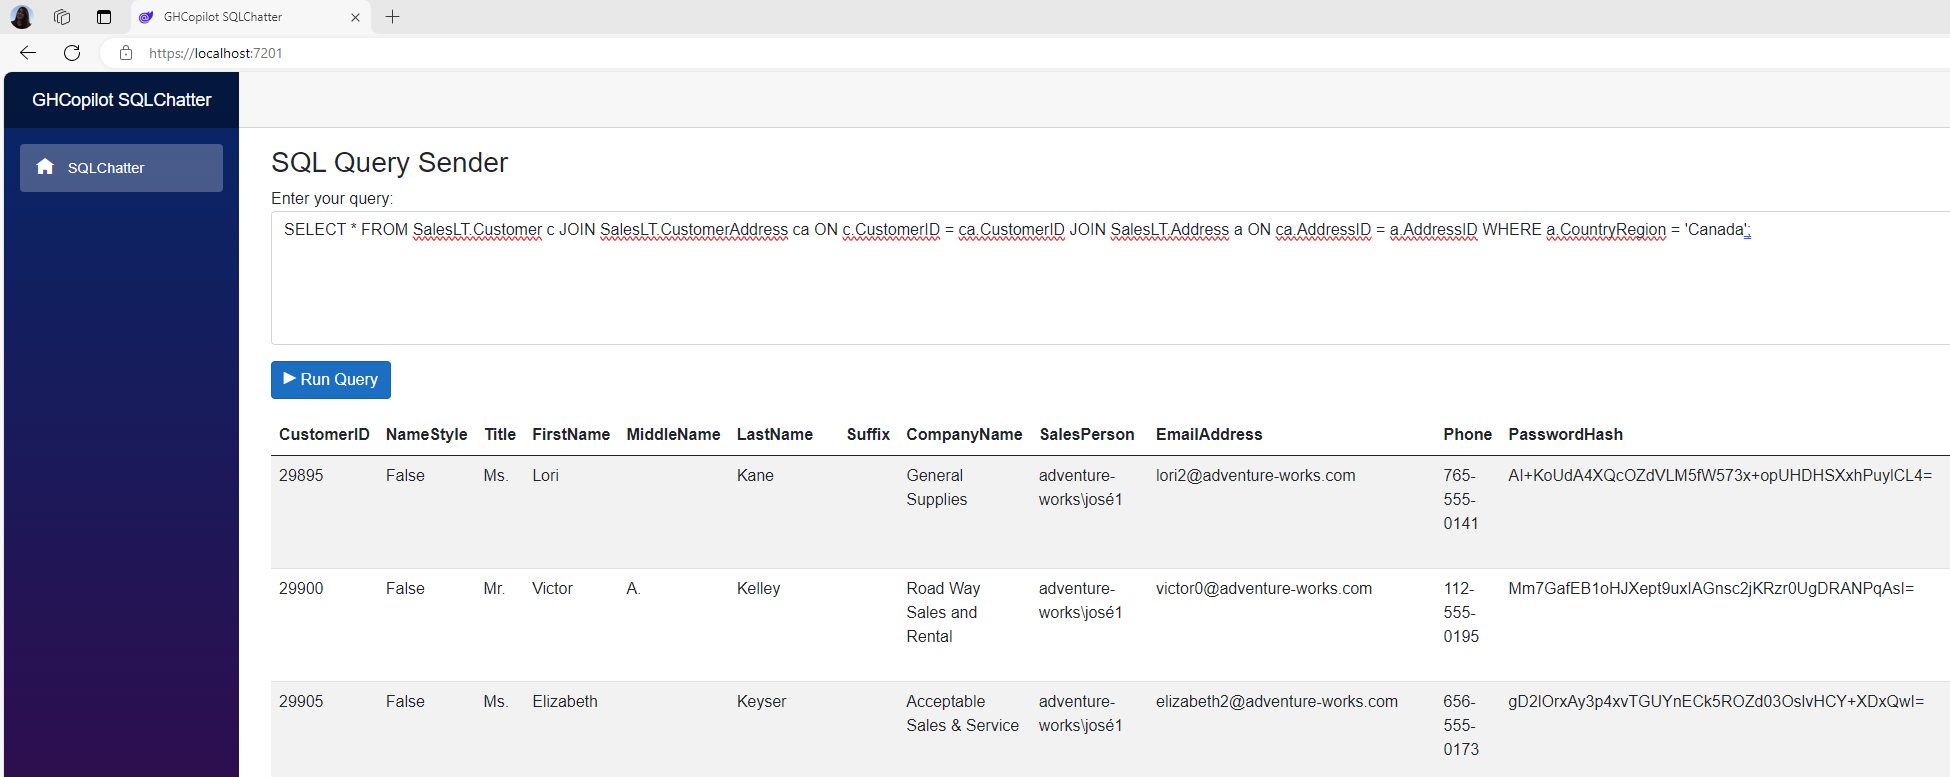 GHCopilot SQLChatter
https://localhost:7201
GHCopilot SQLChatter
SQLChatter
SQL Query Sender
Enter your query:
SELECT * FROM SalesLT.Customer c JOIN SalesLT.CustomerAddress ca ON c.CustomerID = ca.CustomerID JOIN SalesLT.Address a ON ca.AddressID = a.AddressID WHERE a.CountryRegion = 'Canada';
Run Query
CustomerID NameStyle Title FirstName MiddleName LastName Suffix CompanyName SalesPerson EmailAddress Phone PasswordHash
29895 False Ms. Lori Kane General adventure- lori2@adventure-works.com 765- AI+KoUdA4XQcOZdVLM5fW573x+opUHDHSXxhPuylCL4=
Supplies works\josé1 555-
0141
29900 False Mr. Victor A. Kelley Road Way adventure- victor0@adventure-works.com 112- Mm7GafEB1oHJXept9uxlAGnsc2jKRzr0UgDRANPqAsI=
Sales and works\josé1 555-
Rental 0195
29905 False Ms. Elizabeth Keyser Acceptable adventure- elizabeth2@adventure-works.com 656- gD2lOrxAy3p4xvTGUYnECk5ROZd03OslvHCY+XDxQwI=
Sales & Service works\josé1 555-
0173